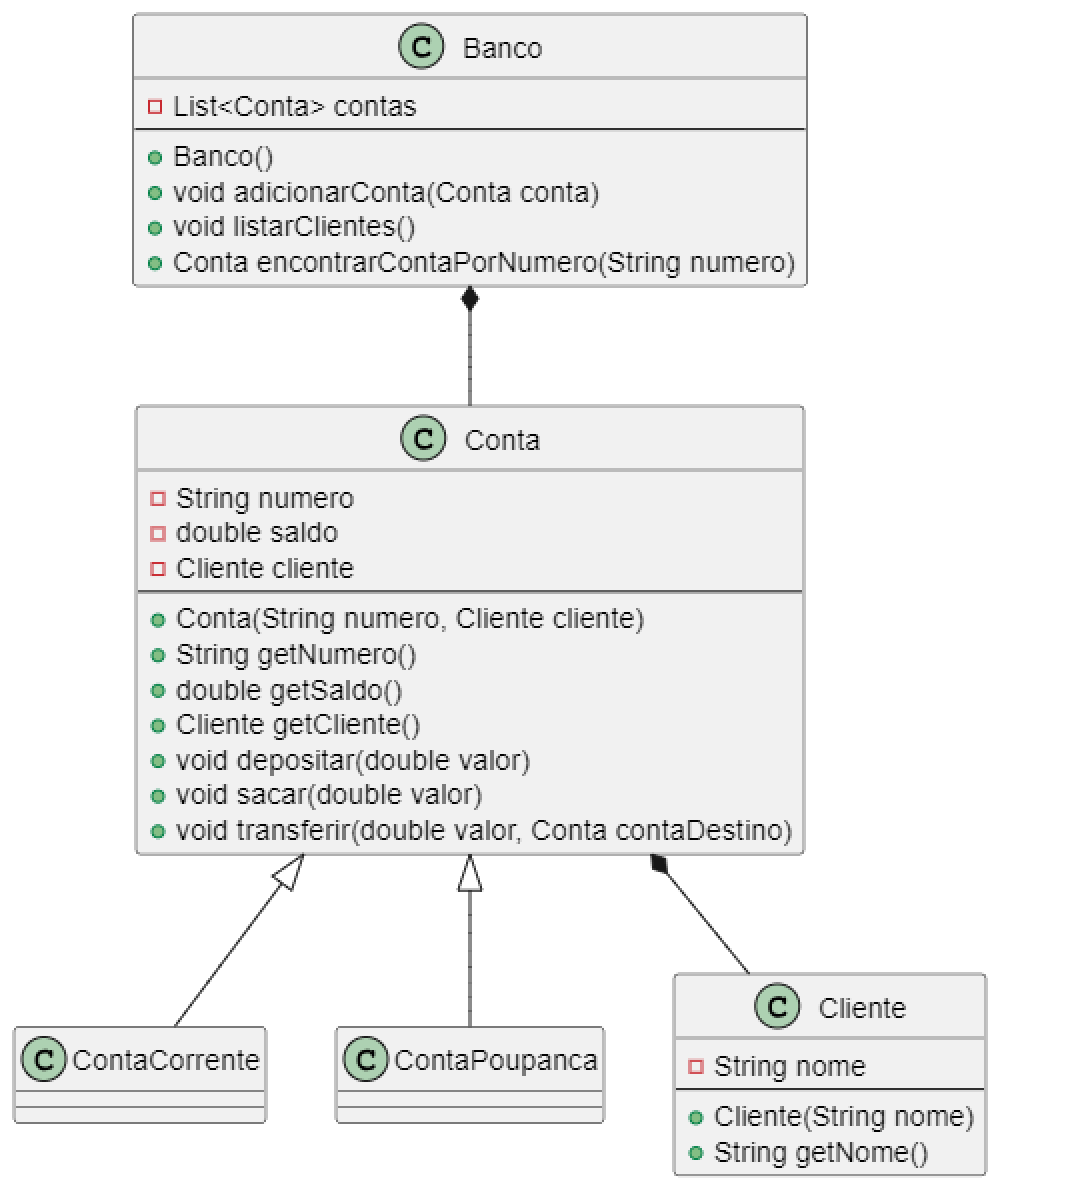 C Banco
List<Conta> contas
Banco()
void adicionarConta(Conta conta)
void listarClientes()
Conta encontrarContaPorNumero(String numero)
C Conta
String numero
double saldo
Cliente cliente
Conta(String numero, Cliente cliente)
String getNumero()
double getSaldo()
Cliente getCliente()
void depositar(double valor)
void sacar(double valor)
void transferir(double valor, Conta contaDestino)
C ContaCorrente
C ContaPoupanca
C Cliente
String nome
Cliente(String nome)
String getNome()